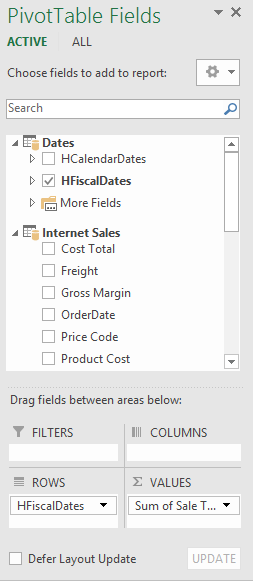 PivotTable Fields
ACTIVE ALL
Choose fields to add to report:
Search
Dates
HCalendarDates
HFiscalDates
More Fields
Internet Sales
Cost Total
Freight
Gross Margin
OrderDate
Price Code
Product Cost
Drag fields between areas below:
FILTERS
COLUMNS
ROWS
VALUES
HFiscalDates
Sum of Sale T...
Defer Layout Update
UPDATE